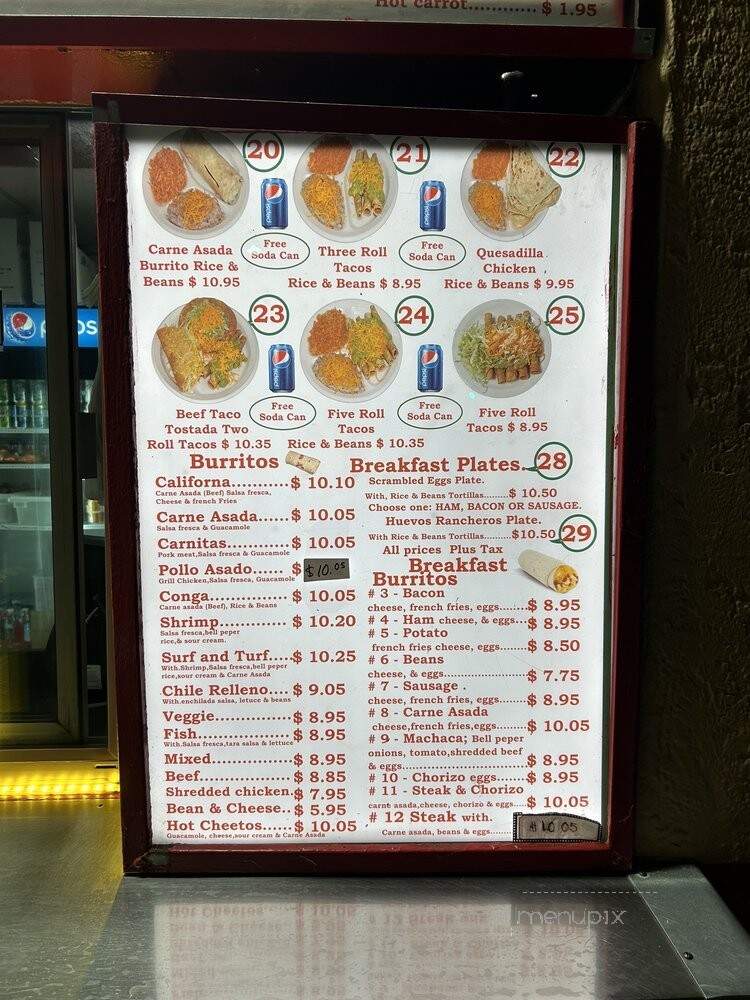 Hot carrot............ $ 1.95
20
21
22
pepsi
pepsi
Free
Soda Can
Free
Soda Can
Carne Asada
Burrito Rice &
Beans $ 10.95
Three Roll
Tacos
Rice & Beans $ 8.95
Quesadilla
Chicken
Rice & Beans $ 9.95
23
24
25
pepsi
pepsi
Free
Soda Can
Free
Soda Can
Beef Taco
Tostada Two
Roll Tacos $ 10.35
Five Roll
Tacos
Rice & Beans $ 10.35
Five Roll
Tacos $ 8.95
Burritos
Californa......$ 10.10
Carne Asada (Beef) Salsa fresca,
Cheese & french Fries
Carne Asada......$ 10.05
Salsa fresca & Guacamole
Carnitas..........$ 10.05
Pork meat,Salsa fresca & Guacamole
Pollo Asado......$ $10.05
Grill Chicken,Salsa fresca, Guacamole
Conga..............$ 10.05
Carne asada (Beef), Rice & Beans
Shrimp............$ 10.20
Salsa fresca,bell peper
rice,& sour cream.
Surf and Turf....$ 10.25
With.Shrimp,Salsa fresca,bell peper
rice,sour cream & Carne Asada
Chile Relleno.... $ 9.05
With.enchilada salsa, letuce & beans
Veggie..............$ 8.95
Fish..................$ 8.95
With.Salsa fresca,tara salsa & lettuce
Mixed...............$ 8.95
Beef.................$ 8.85
Shredded chicken.$ 7.95
Bean & Cheese..$ 5.95
Hot Cheetos......$ 10.05
Guacamole, cheese,sour cream & Carne Asada
Breakfast Plates. 28
Scrambled Eggs Plate.
With, Rice & Beans Tortillas........$ 10.50
Choose one: HAM, BACON OR SAUSAGE.
Huevos Rancheros Plate.
29
With Rice & Beans Tortillas........$10.50
All prices Plus Tax
Breakfast
Burritos
# 3 - Bacon
cheese, french fries, eggs.......$ 8.95
# 4 - Ham cheese, & eggs...$ 8.95
# 5 - Potato
french fries cheese, eggs.......$ 8.50
# 6 - Beans
cheese, & eggs....................$ 7.75
# 7 - Sausage .
cheese, french fries, eggs.......$ 8.95
# 8 - Carne Asada
cheese,french fries,eggs........$ 10.05
# 9 - Machaca; Bell peper
onions, tomato,shredded beef
& eggs...............................$ 8.95
# 10 - Chorizo eggs......$ 8.95
# 11 - Steak & Chorizo
carnt asada,cheese, chorizo & eggs....$ 10.05
# 12 Steak with.
Carne asada, beans & eggs....... $10.05
menupix